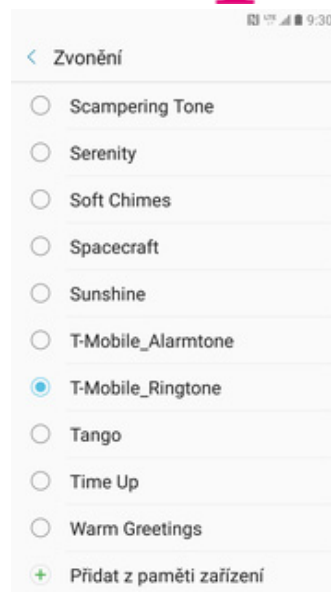 9:30
Zvonění
Scampering Tone
Serenity
Soft Chimes
Spacecraft
Sunshine
T-Mobile_Alarmtone
T-Mobile_Ringtone
Tango
Time Up
Warm Greetings
Přidat z paměti zařízení